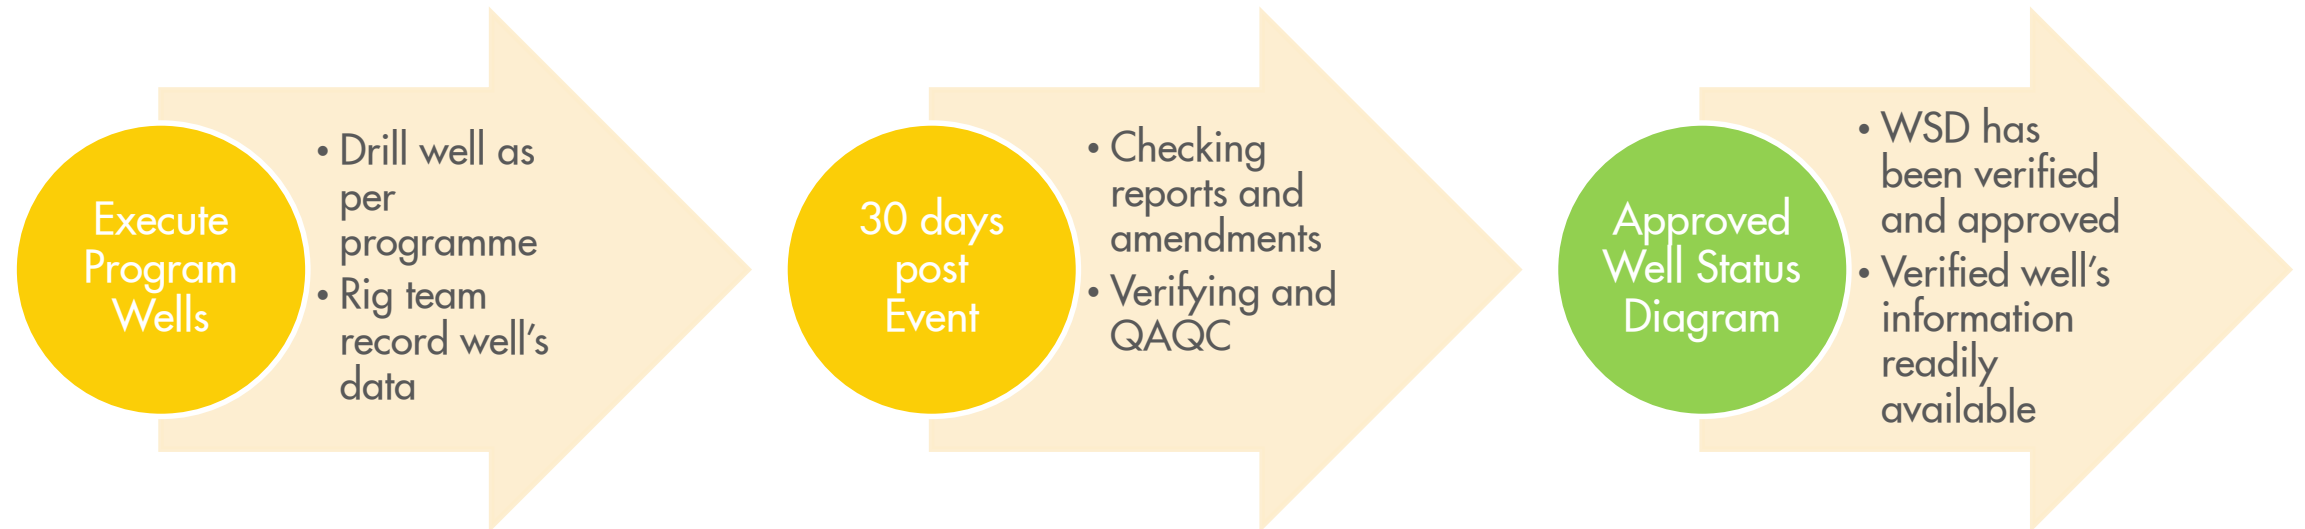 Execute
Program
Wells
• Drill well as
per
programme
• Rig team
record well’s
data
30 days
post
Event
• Checking
reports and
amendments
• Verifying and
QAQC
Approved
Well Status
Diagram
• WSD has
been verified
and approved
• Verified well’s
information
readily
available